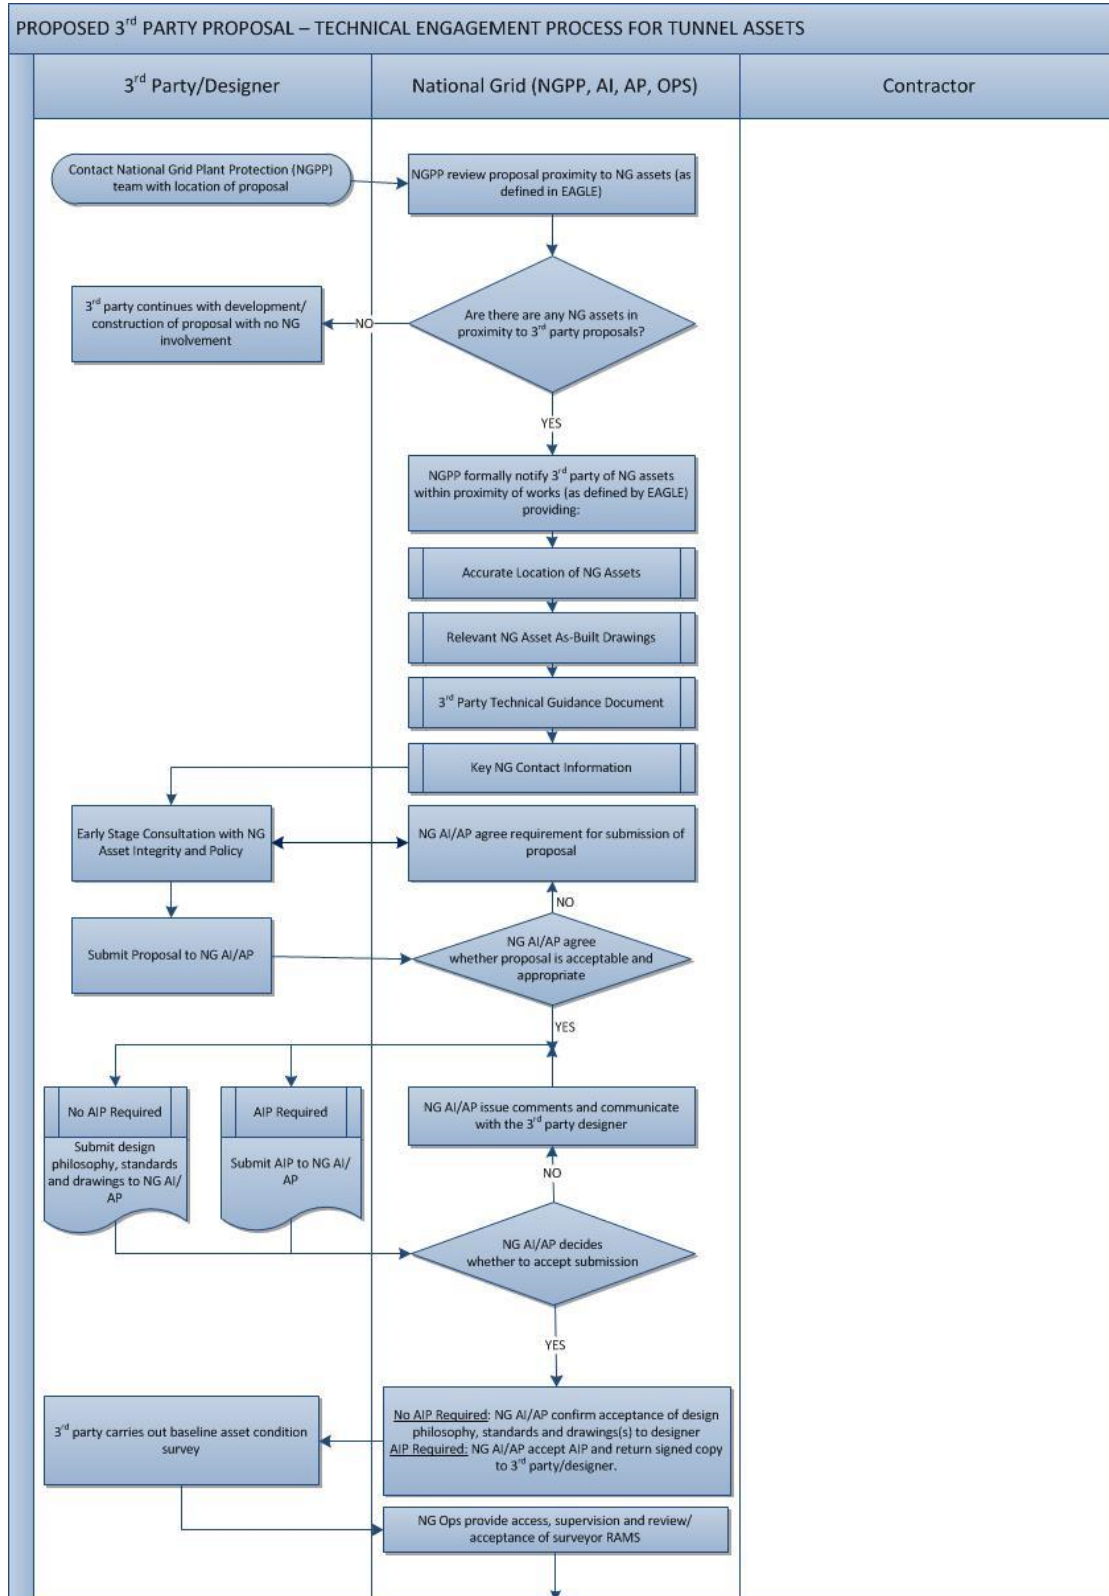 PROPOSED 3rd PARTY PROPOSAL – TECHNICAL ENGAGEMENT PROCESS FOR TUNNEL ASSETS
3rd Party/Designer
National Grid (NGPP, AI, AP, OPS)
Contractor
Contact National Grid Plant Protection (NGPP)
team with location of proposal
NGPP review proposal proximity to NG assets (as
defined in EAGLE)
3rd party continues with development/
construction of proposal with no NG
involvement
NO
Are there are any NG assets in
proximity to 3rd party proposals?
YES
NGPP formally notify 3rd party of NG assets
within proximity of works (as defined by EAGLE)
providing:
Accurate Location of NG Assets
Relevant NG Asset As-Built Drawings
3rd Party Technical Guidance Document
Key NG Contact Information
Early Stage Consultation with NG
Asset Integrity and Policy
NG AI/AP agree requirement for submission of
proposal
NO
Submit Proposal to NG AI/AP
NG AI/AP agree
whether proposal is acceptable and
appropriate
YES
No AIP Required
Submit design
philosophy, standards
and drawings to NG AI/
AP
AIP Required
Submit AIP to NG AI/
AP
NG AI/AP issue comments and communicate
with the 3rd party designer
NO
NG AI/AP decides
whether to accept submission
YES
3rd party carries out baseline asset condition
survey
No AIP Required: NG AI/AP confirm acceptance of design
philosophy, standards and drawings(s) to designer
AIP Required: NG AI/AP accept AIP and return signed copy
to 3rd party/designer.
NG Ops provide access, supervision and review/
acceptance of surveyor RAMS